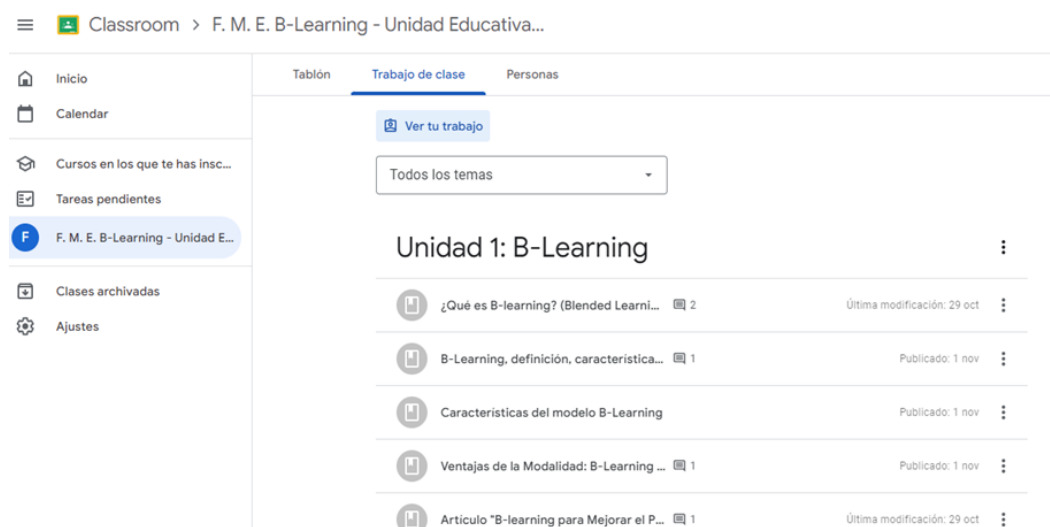 Classroom > F. M. E. B-Learning - Unidad Educativa...
Inicio
Calendar
Cursos en los que te has insc...
Tareas pendientes
F F. M. E. B-Learning - Unidad E...
Clases archivadas
Ajustes
Tablón Trabajo de clase Personas
Ver tu trabajo
Todos los temas
Unidad 1: B-Learning
¿Qué es B-learning? (Blended Learni... 2 Última modificación: 29 oct
B-Learning, definición, característica... 1 Publicado: 1 nov
Características del modelo B-Learning Publicado: 1 nov
Ventajas de la Modalidad: B-Learning ... 1 Publicado: 1 nov
Artículo "B-learning para Mejorar el P... 1 Última modificación: 29 oct